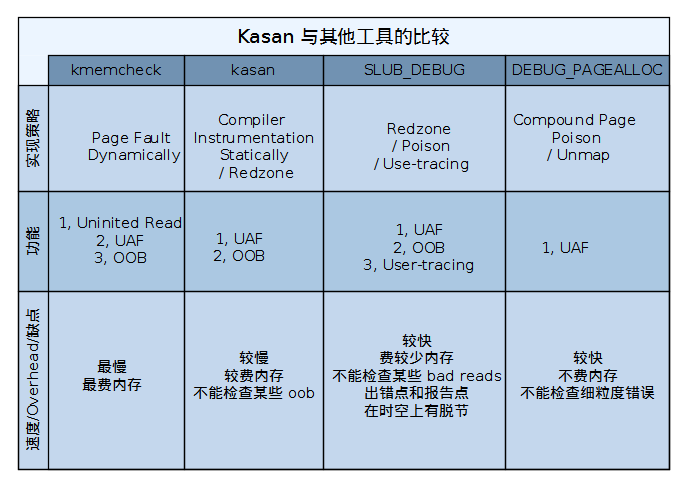 Kasan 与其他工具的比较
kmemcheck
kasan
SLUB_DEBUG
DEBUG_PAGEALLOC
实现策略
Page Fault
Dynamically
Compiler
Instrumentation
Statically
/ Redzone
Redzone
/ Poison
/ Use-tracing
Compound Page
Poison
/ Unmap
功能
1, Uninited Read
2, UAF
3, OOB
1, UAF
2, OOB
1, UAF
2, OOB
3, User-tracing
1, UAF
速度/Overhead/缺点
最慢
最费内存
较慢
较费内存
不能检查某些 oob
较快
费较少内存
不能检查某些 bad reads
出错点和报告点
在时空上有脱节
较快
不费内存
不能检查细粒度错误